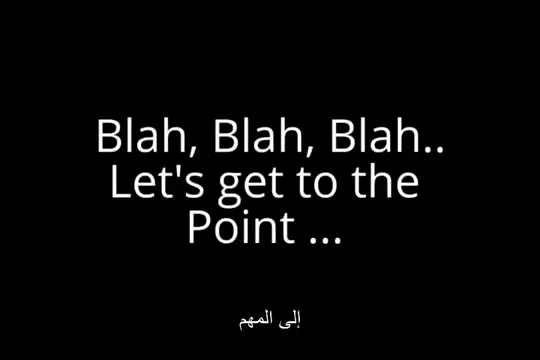 Blah, Blah, Blah..
Let's get to the
Point ...
إلى المهم